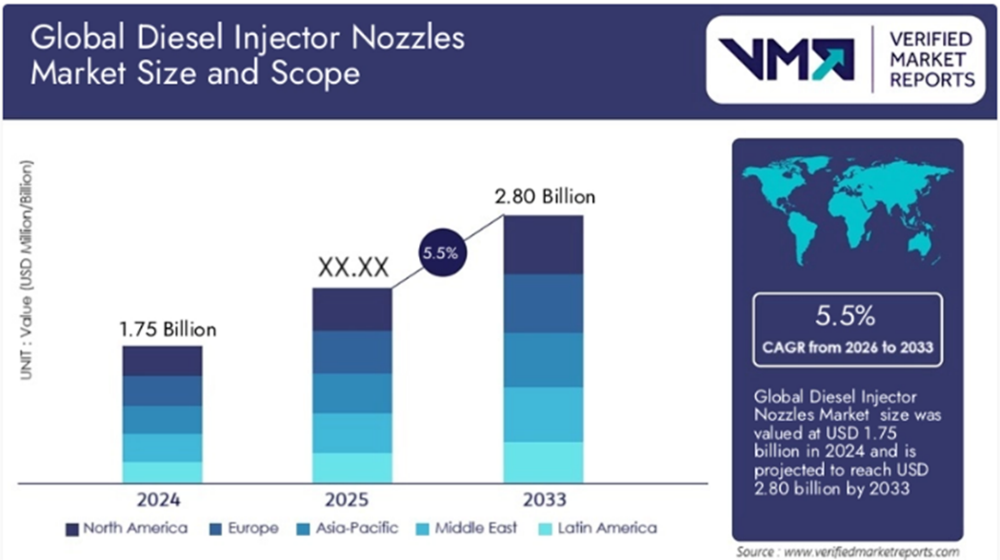 Global Diesel Injector Nozzles
Market Size and Scope
VMR
VERIFIED
MARKET
REPORTS
UNIT : Value (USD Million/Billion)
1.75 Billion
XX.XX
5.5%
2.80 Billion
2024
2025
2033
North America
Europe
Asia-Pacific
Middle East
Latin America
5.5%
CAGR from 2026 to 2033
Global Diesel Injector
Nozzles Market size was
valued at USD 1.75
billion in 2024 and is
projected to reach USD
2.80 billion by 2033
Source : www.verifiedmarketreports.com